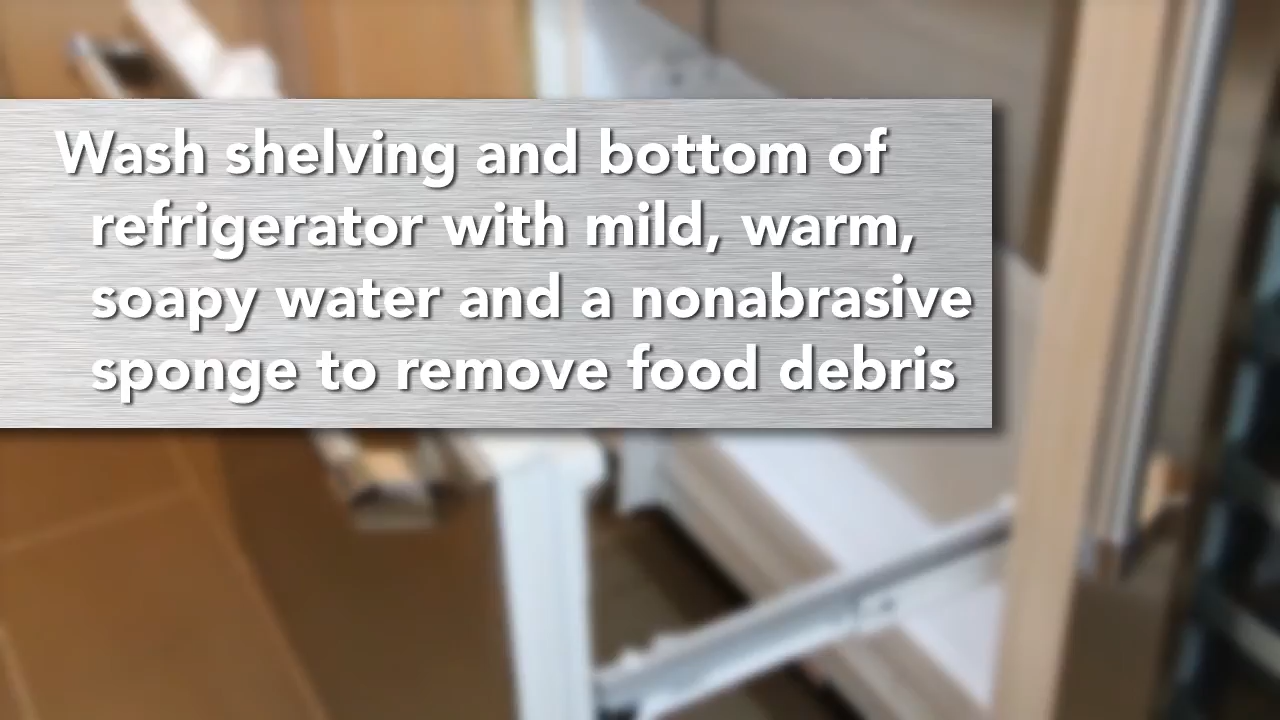 Wash shelving and bottom of
refrigerator with mild, warm,
soapy water and a nonabrasive
sponge to remove food debris